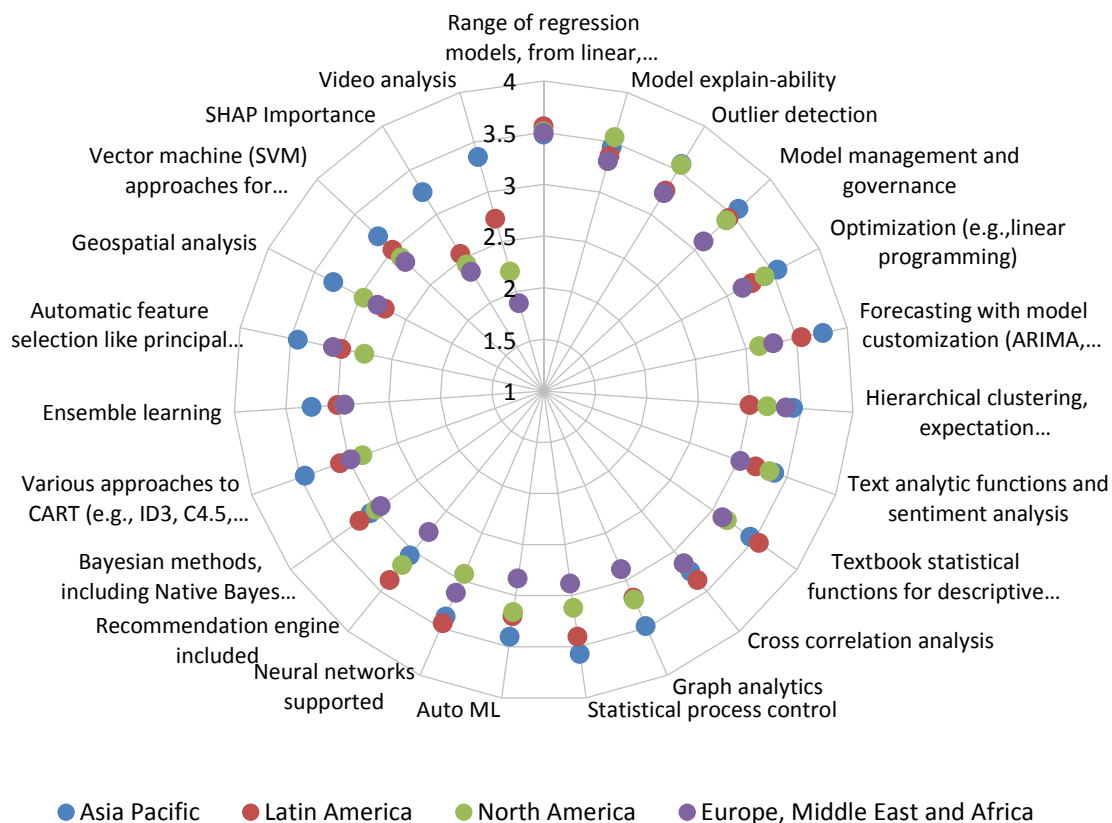 Range of regression
models, from linear,...
Model explain-ability
Outlier detection
Model management and
governance
Optimization (e.g.,linear
programming)
Forecasting with model
customization (ARIMA,...
Hierarchical clustering,
expectation...
Text analytic functions and
sentiment analysis
Textbook statistical
functions for descriptive...
Cross correlation analysis
Graph analytics
Statistical process control
Auto ML
Neural networks
supported
Recommendation engine
included
Bayesian methods,
including Native Bayes...
Various approaches to
CART (e.g., ID3, C4.5,...
Ensemble learning
Automatic feature
selection like principal...
Geospatial analysis
Vector machine (SVM)
approaches for...
SHAP Importance
Video analysis
4
3.5
3
2.5
2
1.5
1
Asia Pacific
Latin America
North America
Europe, Middle East and Africa